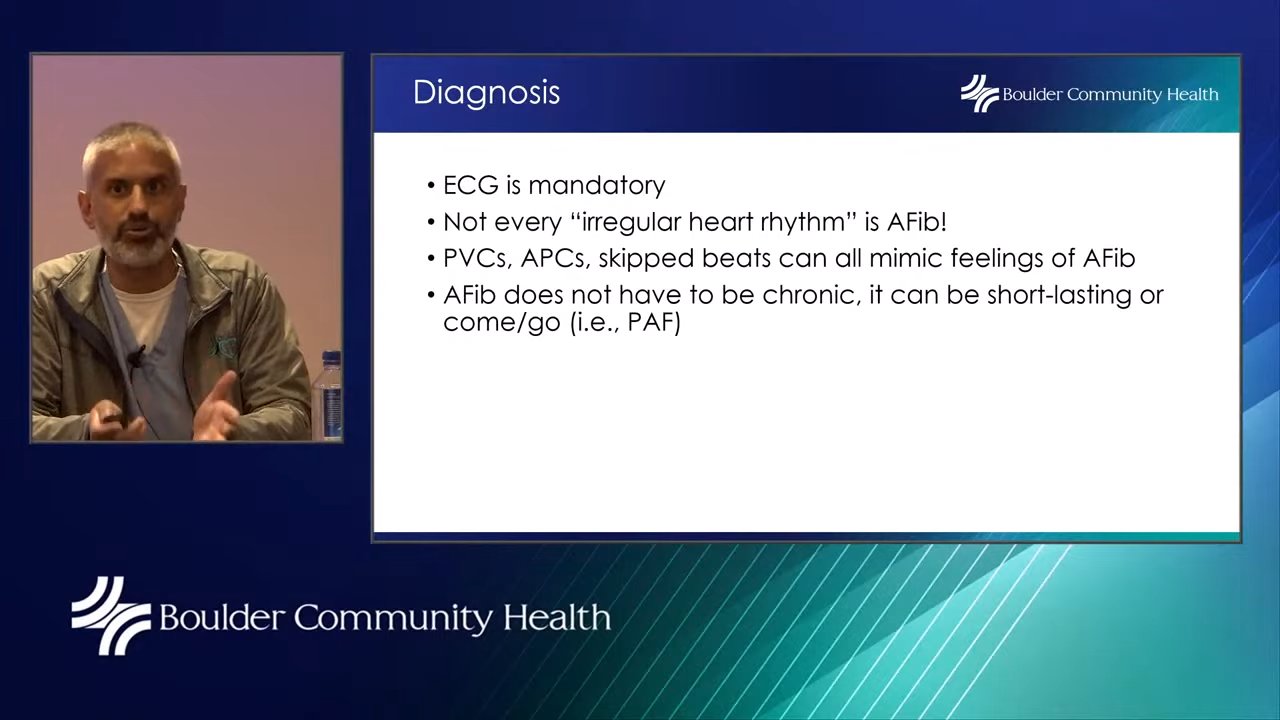 Diagnosis
Boulder Community Health
• ECG is mandatory
• Not every “irregular heart rhythm” is AFib!
• PVCs, APCs, skipped beats can all mimic feelings of AFib
• AFib does not have to be chronic, it can be short-lasting or
come/go (i.e., PAF)
Boulder Community Health